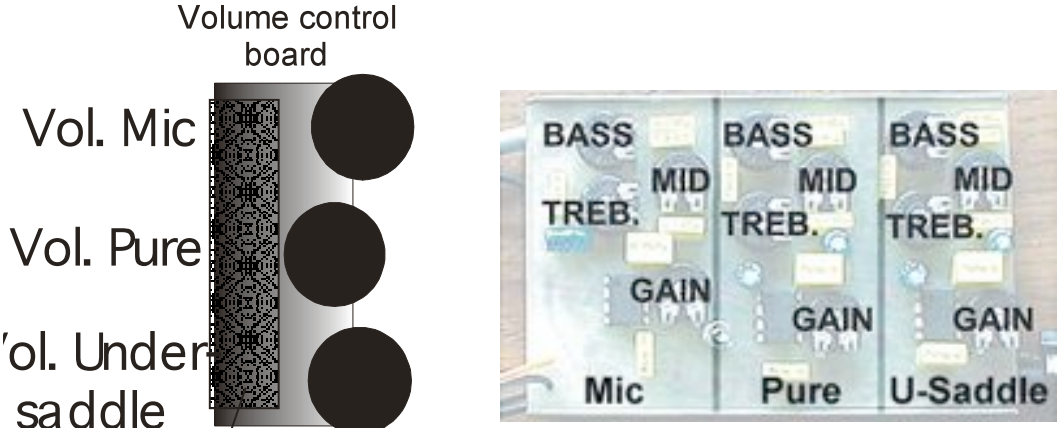 Volume control
board
Vol. Mic
Vol. Pure
Vol. Under-
saddle
BASS
MID
TREB.
GAIN
Mic
BASS
MID
TREB.
GAIN
Pure
BASS
MID
TREB.
GAIN
U-Saddle